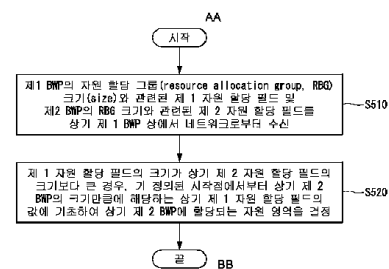 AA
시작
제1 BWP의 자원 할당 그룹(resource allocation group, RBG)
크기(size)와 관련된 제 1 자원 할당 필드 및
제2 BWP의 RBG 크기와 관련된 제 2 자원 할당 필드를
상기 제 1 BWP 상에서 네트워크로부터 수신
S510
제 1 자원 할당 필드의 크기가 상기 제 2 자원 할당 필드의
크기보다 큰 경우, 기 정의된 시작점에서부터 상기 제 2
BWP의 크기만큼에 해당하는 상기 제 1 자원 할당 필드의
값에 기초하여 상기 제 2 BWP에 할당되는 자원 영역을 결정
S520
끝
BB